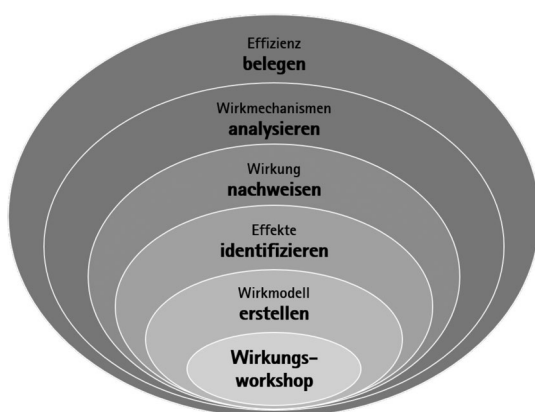 Effizienz
belegen
Wirkmechanismen
analysieren
Wirkung
nachweisen
Effekte
identifizieren
Wirkmodell
erstellen
Wirkungs-
workshop